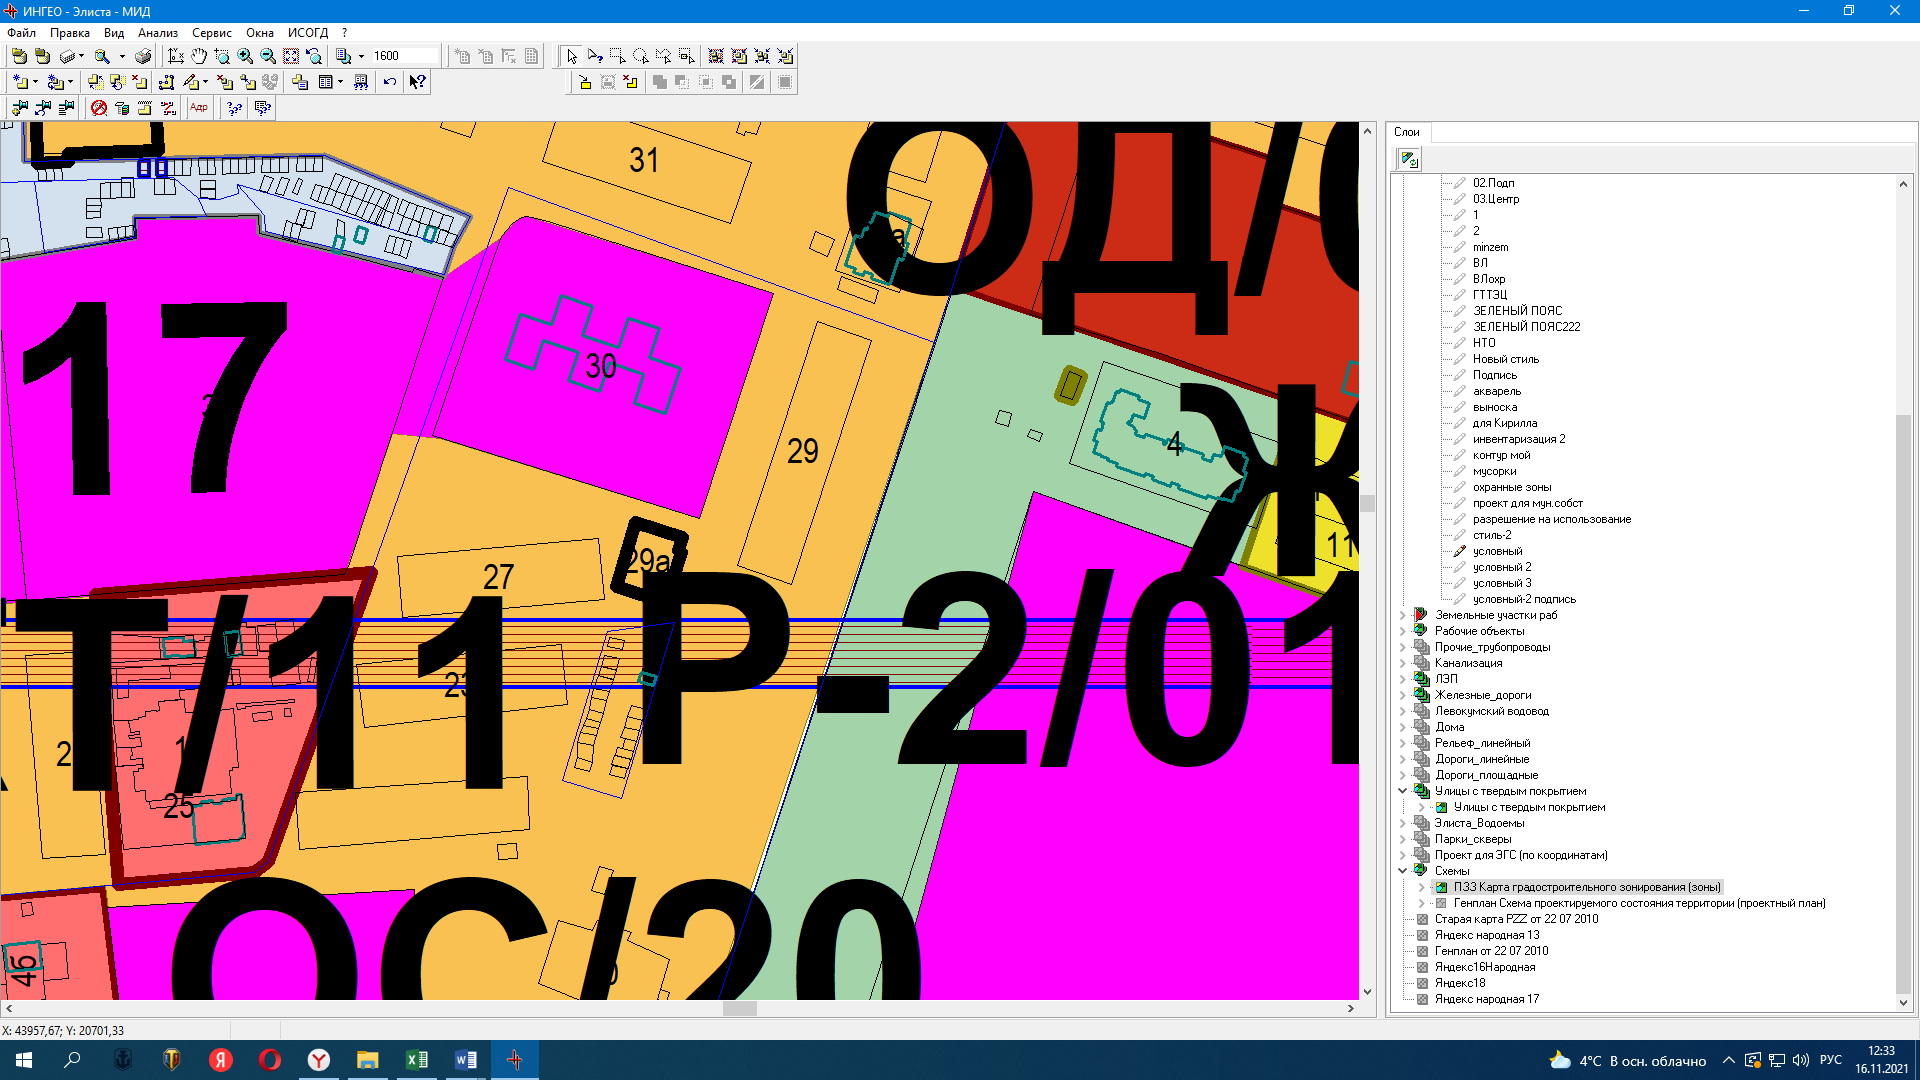 ИНГЕО - Элиста - МИД
Файл Правка Вид Анализ Сервис Окна ИСОГД ?
1600
Адр
31
ОД/0
17
30
29
4
Ж
11
27
29а
Т/11
Р-2/01
25
46
ОС/20
Слои
02.Подп
03.Центр
1
2
minzem
ВЛ
ВЛохр
ГТТЭЦ
ЗЕЛЕНЫЙ ПОЯС
ЗЕЛЕНЫЙ ПОЯС222
НТО
Новый стиль
Подпись
акварель
выноска
для Кирилла
инвентаризация 2
контур мой
мусорки
охранные зоны
проект для мун.собст
разрешение на использование
стиль-2
условный
условный 2
условный 3
условный-2 подпись
Земельные участки раб
Рабочие объекты
Прочие_трубопроводы
Канализация
ЛЭП
Железные_дороги
Левокумский водовод
Дома
Рельеф_линейный
Дороги_линейные
Дороги_площадные
Улицы с твердым покрытием
Улицы с твердым покрытием
Элиста_Водоемы
Парки_скверы
Проект для ЭГС (по координатам)
Схемы
ПЗЗ Карта градостроительного зонирования (зоны)
Генплан Схема проектируемого состояния территории (проектный план)
Старая карта PZZ от 22 07 2010
Яндекс народная 13
Генплан от 22 07 2010
Яндекс16Народная
Яндекс18
Яндекс народная 17
X: 43957,67; Y: 20701,33
4°C В осн. облачно
РУС
12:33
16.11.2021